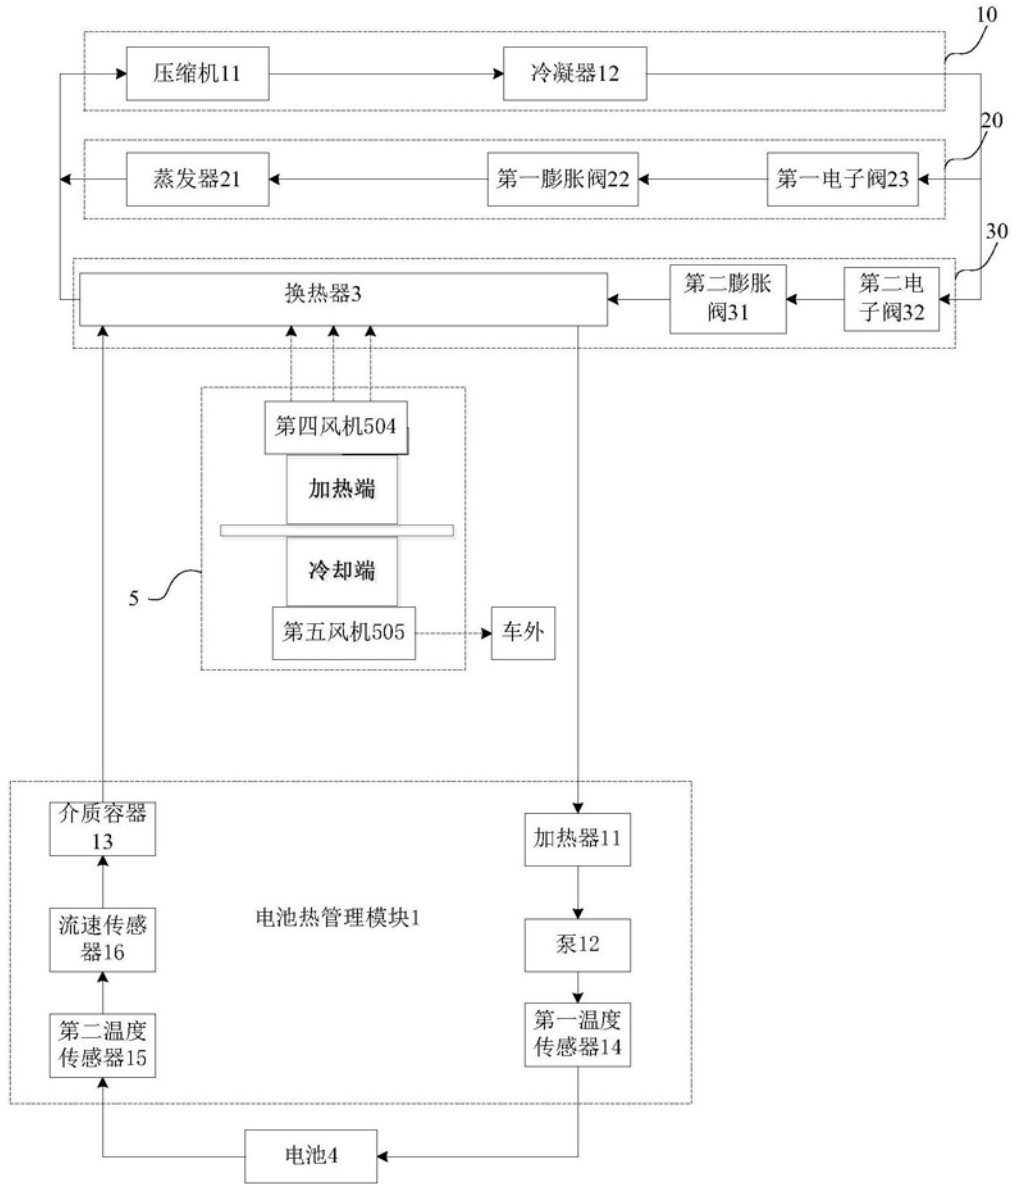 10
压缩机11
冷凝器12
20
蒸发器21
第一膨胀阀22
第一电子阀23
30
换热器3
第二膨胀
阀31
第二电
子阀32
第四风机504
加热端
冷却端
5
第五风机505
车外
介质容器
13
加热器11
流速传感
器16
电池热管理模块1
泵12
第二温度
传感器15
第一温度
传感器14
电池4